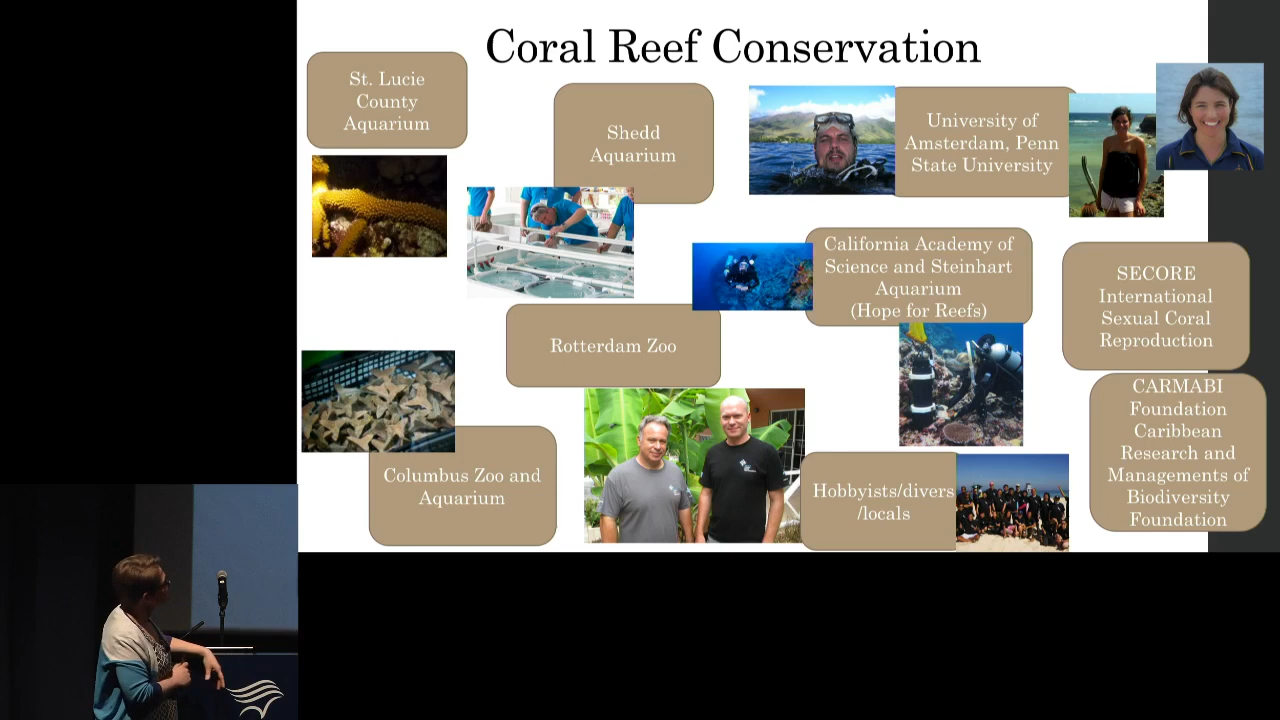 Coral Reef Conservation
St. Lucie
County
Aquarium
Shedd
Aquarium
University of
Amsterdam, Penn
State University
California Academy of
Science and Steinhart
Aquarium
(Hope for Reefs)
SECORE
International
Sexual Coral
Reproduction
Rotterdam Zoo
CARMABI
Foundation
Caribbean
Research and
Managements of
Biodiversity
Foundation
Columbus Zoo and
Aquarium
Hobbyists/divers
/locals